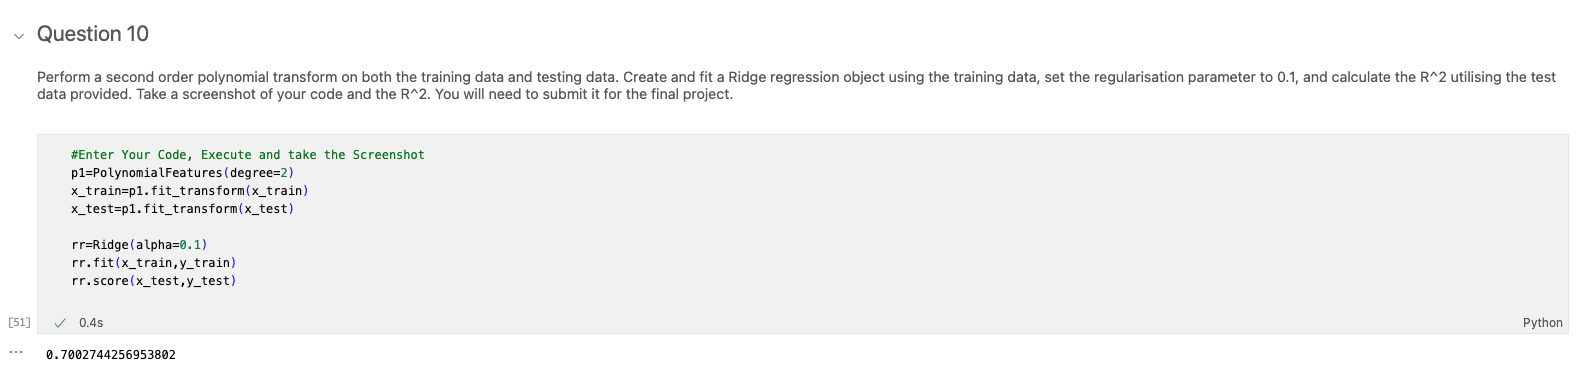 Question 10
Perform a second order polynomial transform on both the training data and testing data. Create and fit a Ridge regression object using the training data, set the regularisation parameter to 0.1, and calculate the R^2 utilising the test
data provided. Take a screenshot of your code and the R^2. You will need to submit it for the final project.
#Enter Your Code, Execute and take the Screenshot
p1=PolynomialFeatures(degree=2)
x_train=p1.fit_transform(x_train)
x_test=p1.fit_transform(x_test)
rr=Ridge(alpha=0.1)
rr.fit(x_train,y_train)
rr.score(x_test,y_test)
[51] ✓ 0.4s Python
... 0.7002744256953802